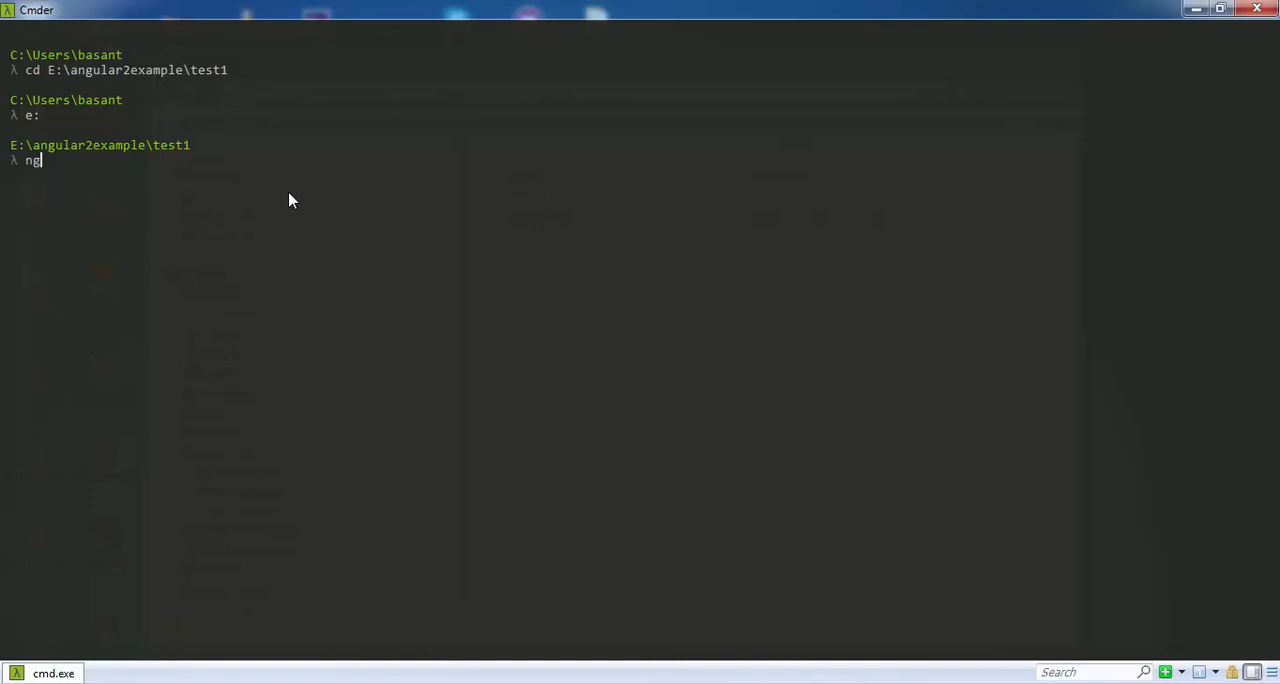 Cmder
C:\Users\basant
λ cd E:\angular2example\test1
C:\Users\basant
λ e:
E:\angular2example\test1
λ ng
λ cmd.exe
Search